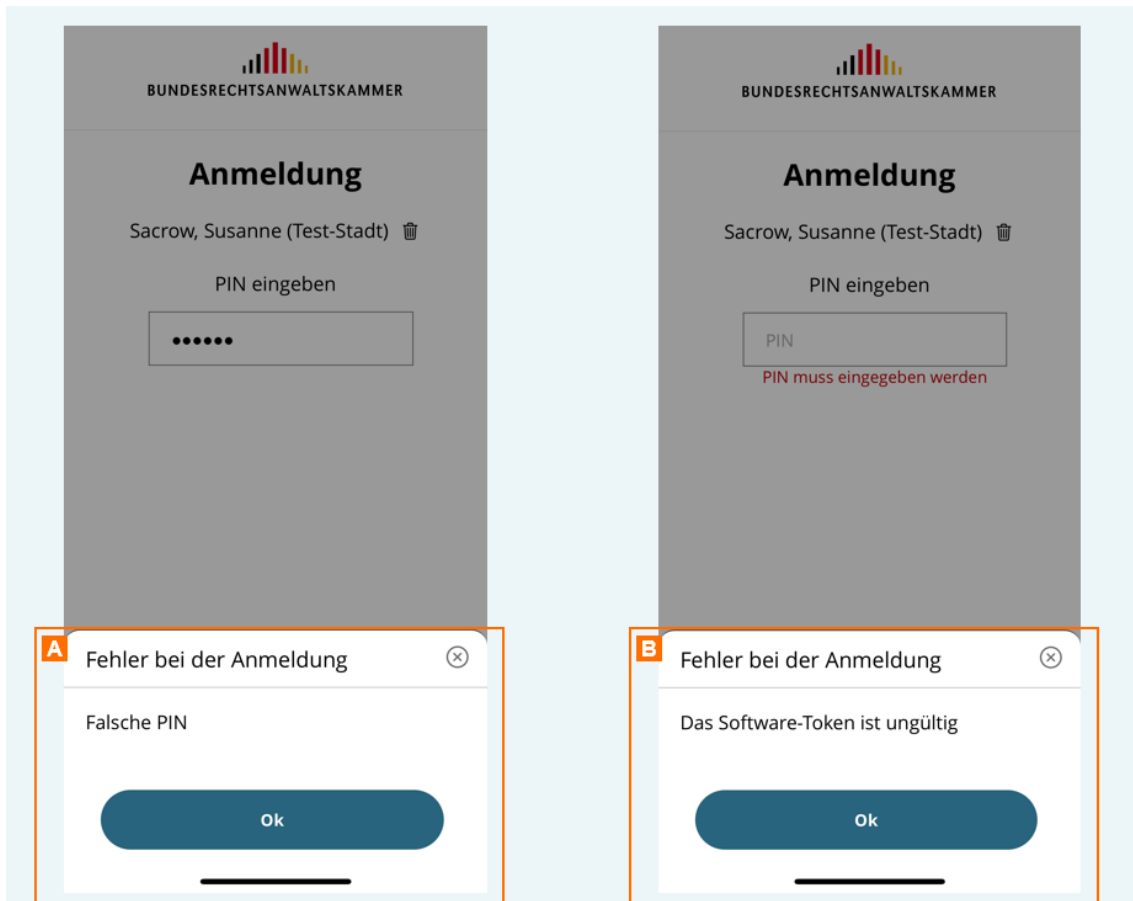 BUNDESRECHTSANWALTSKAMMER
Anmeldung
Sacrow, Susanne (Test-Stadt)
PIN eingeben
••••••
A
Fehler bei der Anmeldung
Falsche PIN
Ok
BUNDESRECHTSANWALTSKAMMER
Anmeldung
Sacrow, Susanne (Test-Stadt)
PIN eingeben
PIN
PIN muss eingegeben werden
B
Fehler bei der Anmeldung
Das Software-Token ist ungültig
Ok